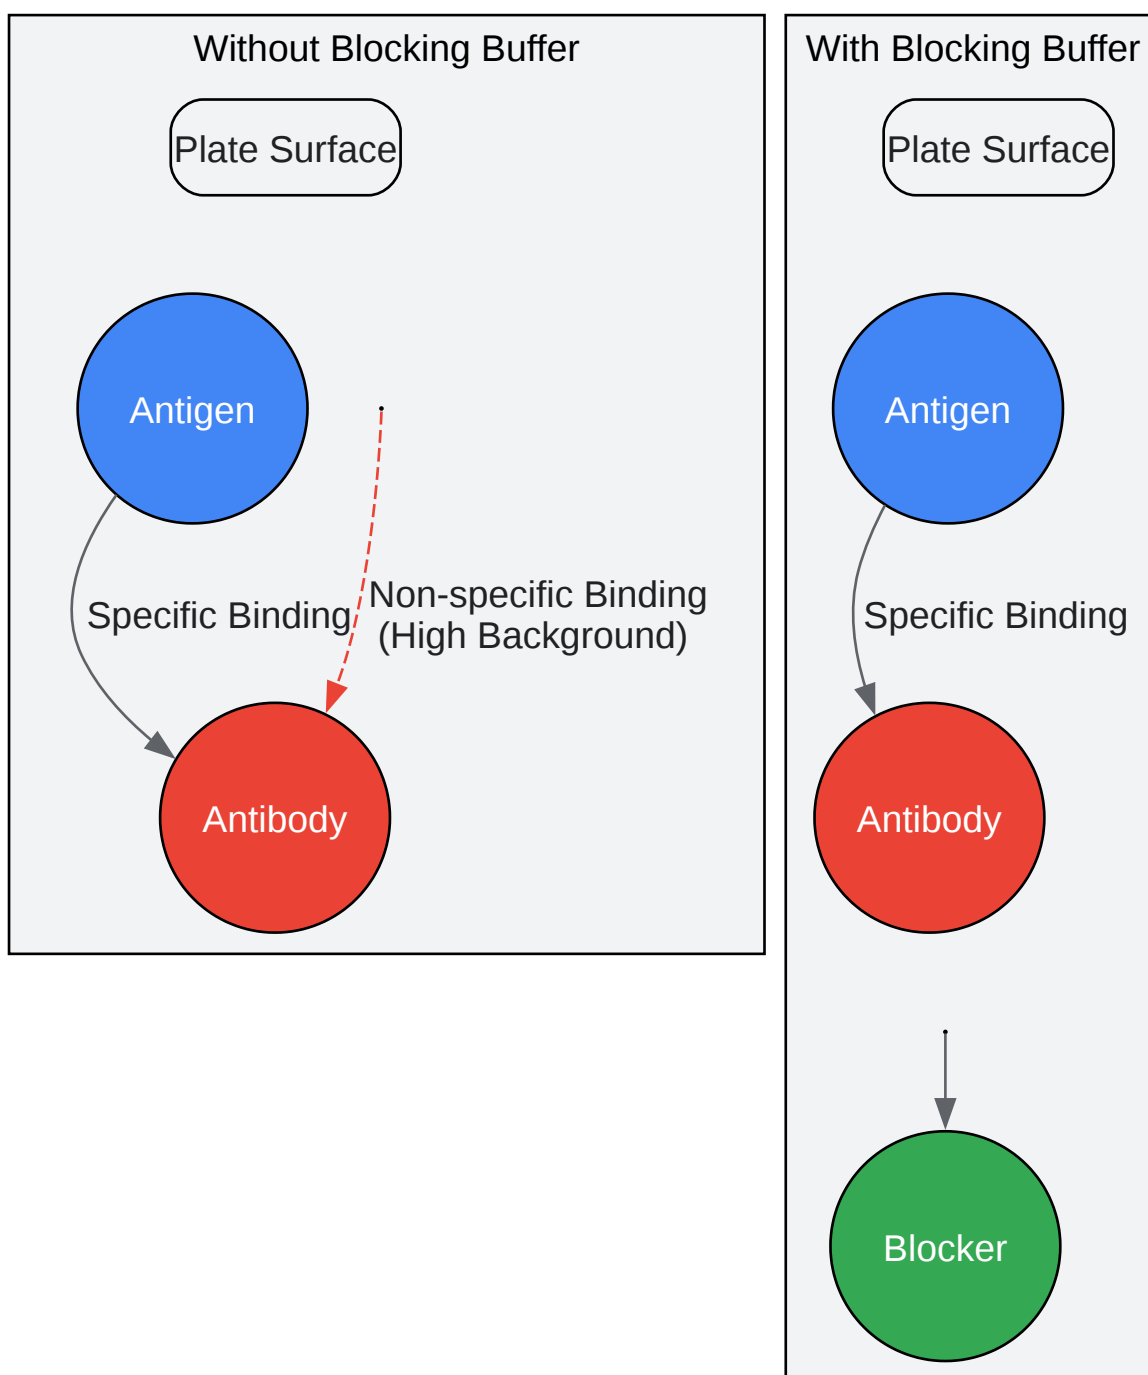 Without Blocking Buffer
Plate Surface
Antigen
Specific Binding
Non-specific Binding
(High Background)
Antibody
With Blocking Buffer
Plate Surface
Antigen
Specific Binding
Antibody
Blocker